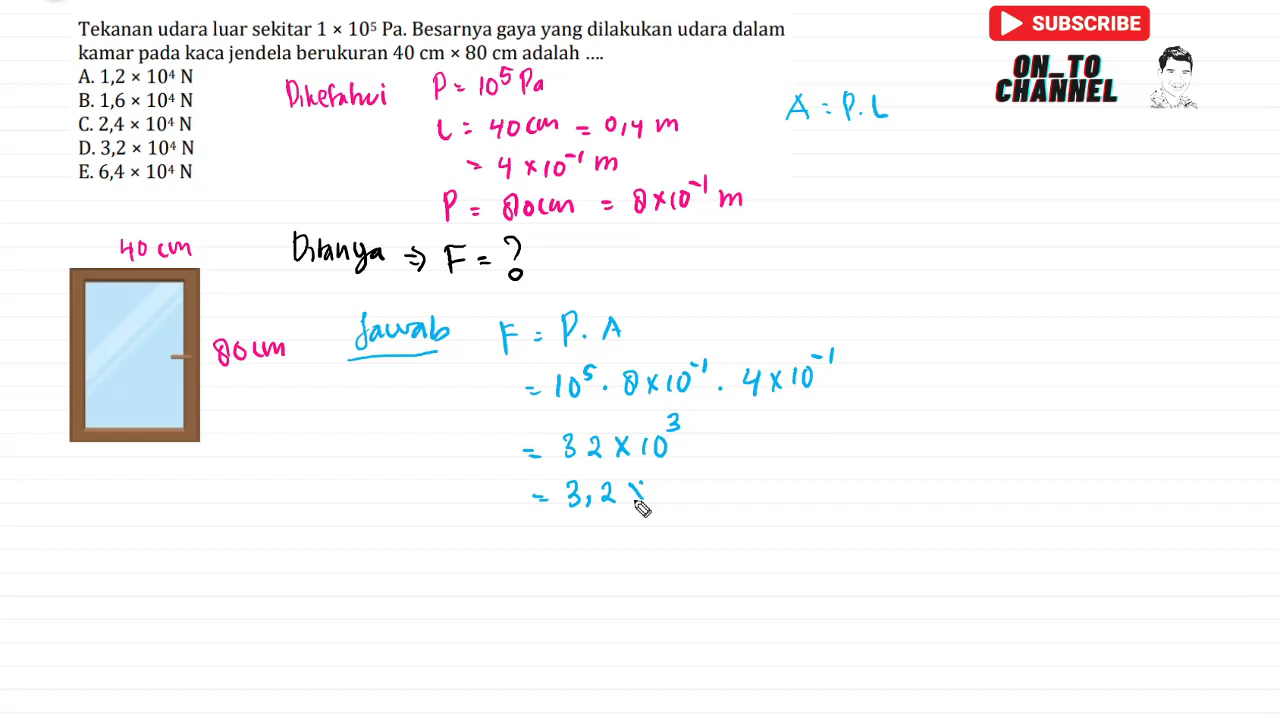 Tekanan udara luar sekitar 1 × 10⁵ Pa. Besarnya gaya yang dilakukan udara dalam
kamar pada kaca jendela berukuran 40 cm × 80 cm adalah ....
A. 1,2 × 10⁴ N
B. 1,6 × 10⁴ N
C. 2,4 × 10⁴ N
D. 3,2 × 10⁴ N
E. 6,4 × 10⁴ N
SUBSCRIBE
ON_TO
CHANNEL
Diketahui P = 10⁵ Pa
l = 40 cm = 0,4 m
= 4 × 10⁻¹ m
P = 80 cm = 8 × 10⁻¹ m
A = P. L
Ditanya ⇒ F = ?
40 cm
80 cm
Jawab F = P. A
= 10⁵ . 8 × 10⁻¹ . 4 × 10⁻¹
= 32 × 10³
= 3,2 ×